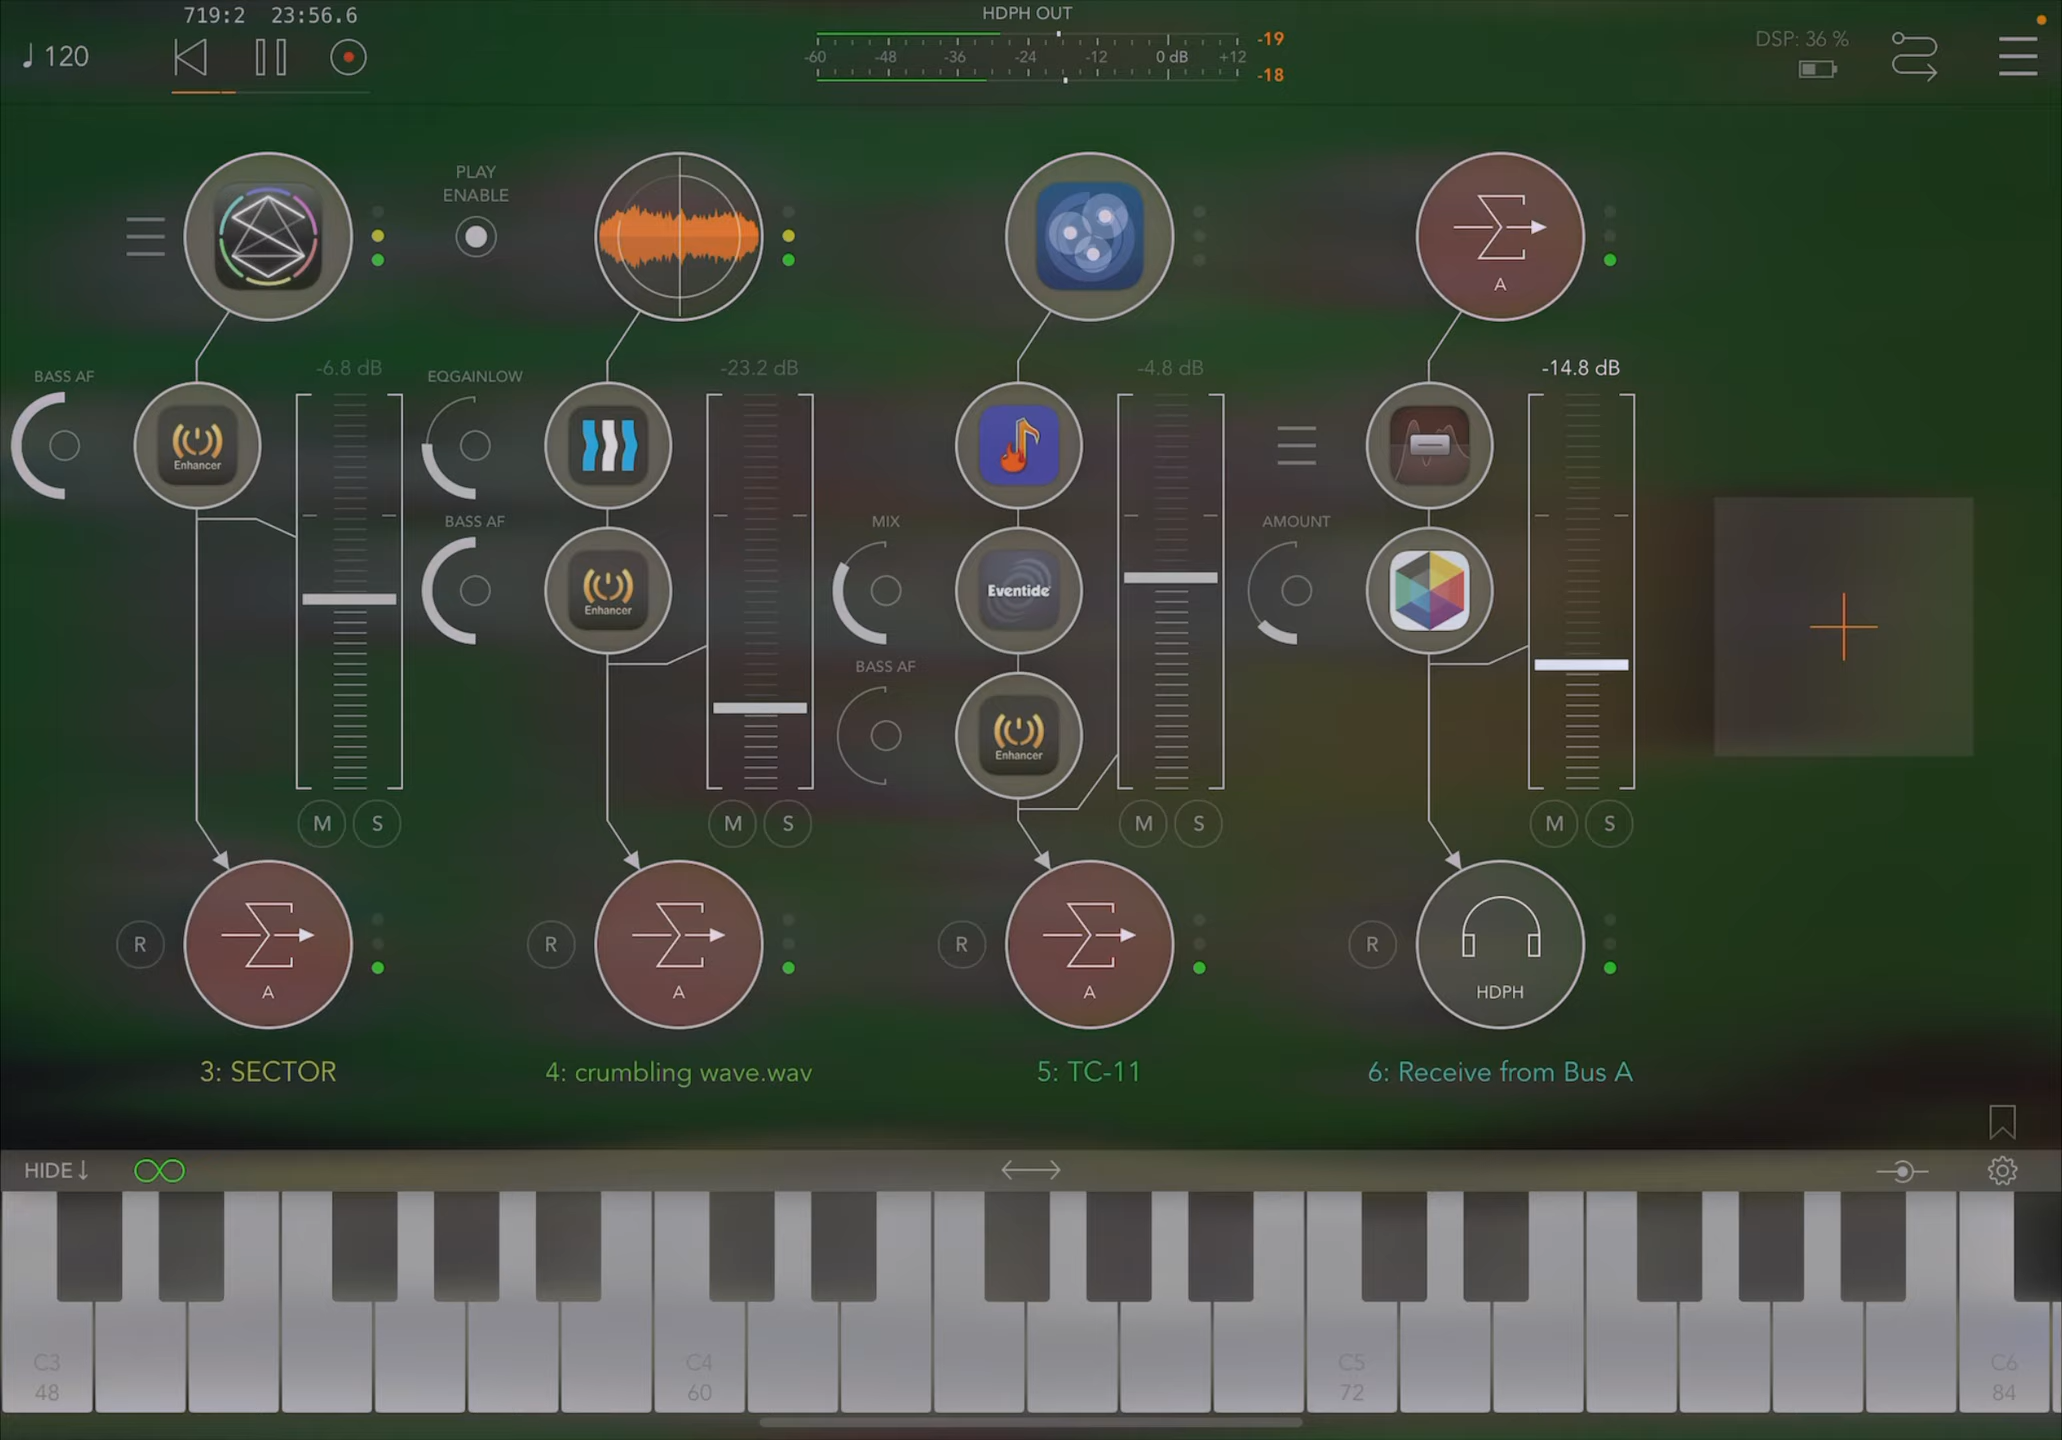 719:2 23:56.6
HDPH OUT
♩ 120
-60 -48 -36 -24 -12 0 dB +12
-19
-18
DSP: 36 %
PLAY
ENABLE
A
BASS AF
-6.8 dB
EQGAINLOW
-23.2 dB
-4.8 dB
-14.8 dB
Enhancer
BASS AF
MIX
AMOUNT
Enhancer
Eventide
BASS AF
Enhancer
M S
M S
M S
M S
R
R
R
R
A
A
A
HDPH
3: SECTOR
4: crumbling wave.wav
5: TC-11
6: Receive from Bus A
HIDE↓
C3
48
C4
60
C5
72
C6
84